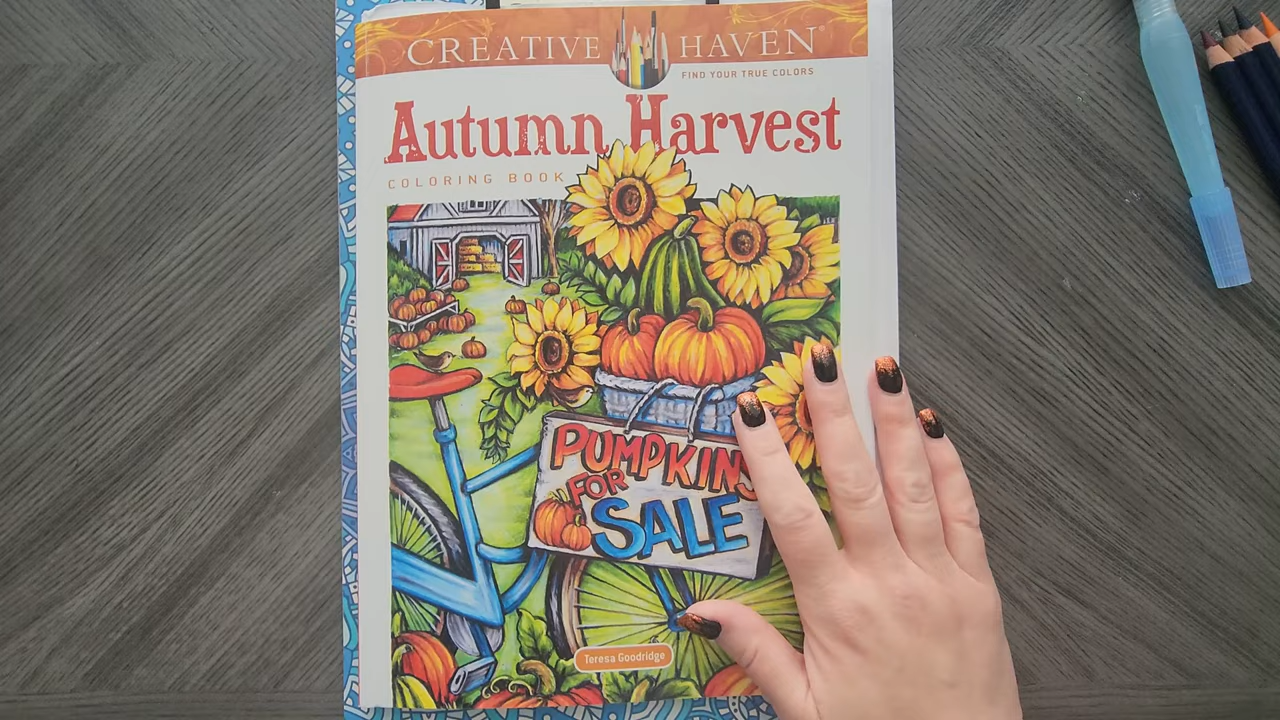 CREATIVE HAVEN®
FIND YOUR TRUE COLORS
Autumn Harvest
COLORING BOOK
PUMPKINS
FOR
SALE
Teresa Goodridge